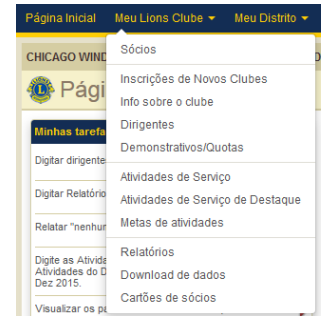 Página Inicial Meu Lions Clube Meu Distrito
Sócios
CHICAGO WIND
Inscrições de Novos Clubes
Info sobre o clube
Dirigentes
Demonstrativos/Quotas
Atividades de Serviço
Atividades de Serviço de Destaque
Metas de atividades
Relatórios
Download de dados
Cartões de sócios
Pági
Minhas tarefa
Digitar dirigente
Digitar Relatório
Relatar "nenhur
Digite as Ativida
Atividades do D
Dez 2015.
Visualizar os